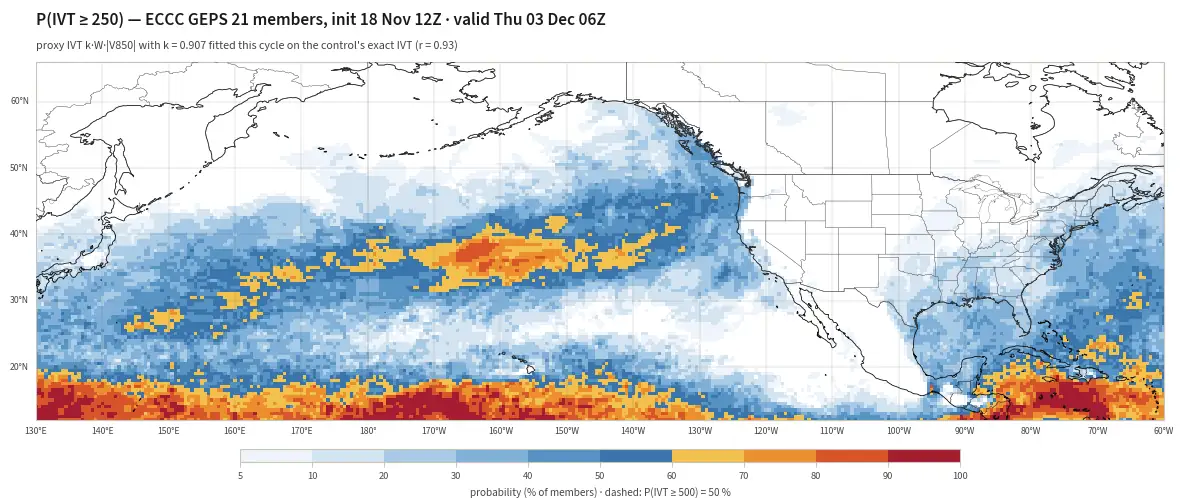 P(IVT ≥ 250) — ECCC GEPS 21 members, init 18 Nov 12Z · valid Thu 03 Dec 06Z
proxy IVT k·W·|V850| with k = 0.907 fitted this cycle on the control's exact IVT (r = 0.93)
60°N
50°N
40°N
30°N
20°N
130°E 140°E 150°E 160°E 170°E 180° 170°W 160°W 150°W 140°W 130°W 120°W 110°W 100°W 90°W 80°W 70°W 60°W
5 10 20 30 40 50 60 70 80 90 100
probability (% of members) · dashed: P(IVT ≥ 500) = 50 %